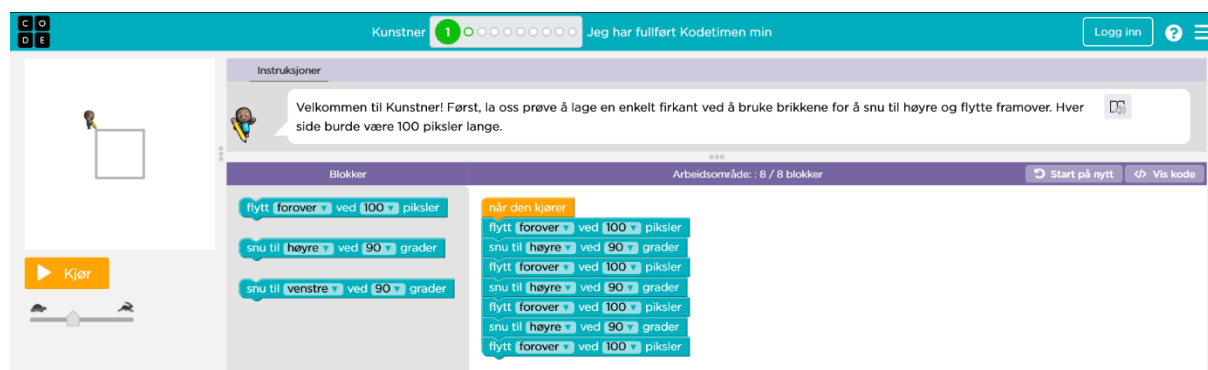 C O
D E
Kunstner 1 Jeg har fullført Kodetimen min
Logg inn
?
Instruksjoner
Velkommen til Kunstner! Først, la oss prøve å lage en enkelt firkant ved å bruke brikkene for å snu til høyre og flytte framover. Hver
side burde være 100 piksler lange.
Blokker
Arbeidsområde: : 8 / 8 blokker
Start på nytt
</> Vis kode
flytt forover ved 100 piksler
snu til høyre ved 90 grader
snu til venstre ved 90 grader
når den kjører
flytt forover ved 100 piksler
snu til høyre ved 90 grader
flytt forover ved 100 piksler
snu til høyre ved 90 grader
flytt forover ved 100 piksler
snu til høyre ved 90 grader
flytt forover ved 100 piksler
Kjør